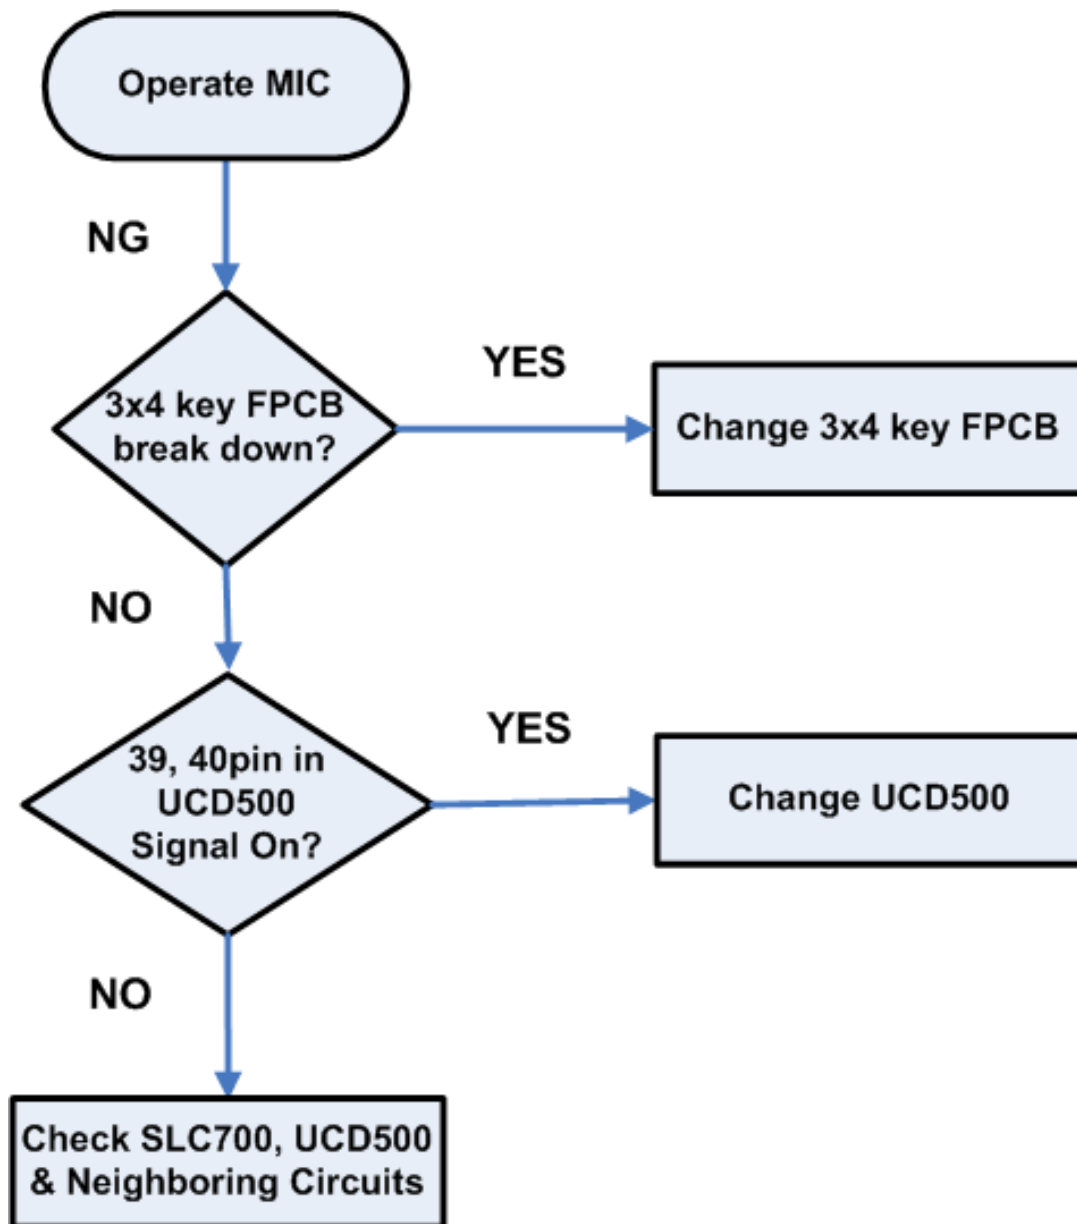 Operate MIC
NG
3x4 key FPCB
break down?
YES
Change 3x4 key FPCB
NO
39, 40pin in
UCD500
Signal On?
YES
Change UCD500
NO
Check SLC700, UCD500
& Neighboring Circuits